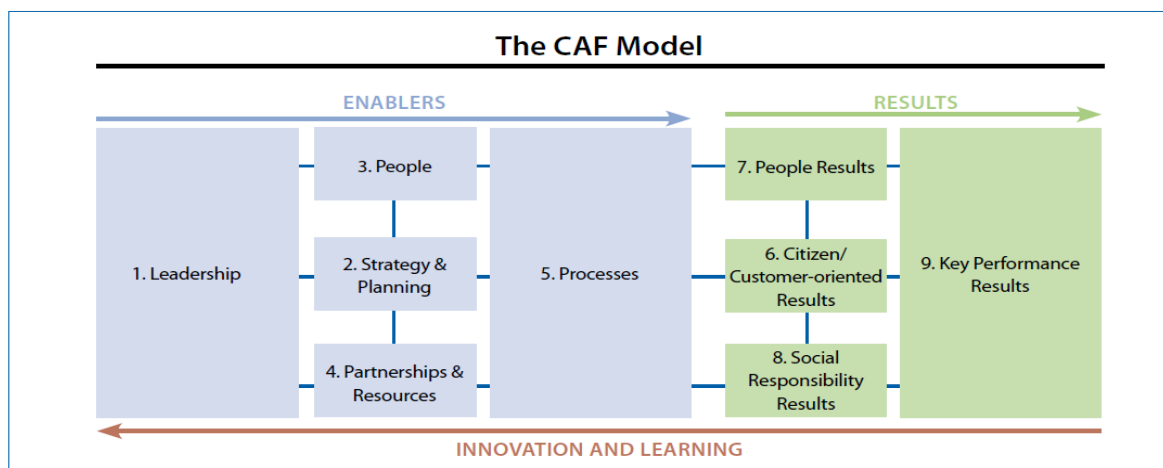 The CAF Model
ENABLERS
RESULTS
1. Leadership
3. People
2. Strategy &
Planning
4. Partnerships &
Resources
5. Processes
7. People Results
6. Citizen/
Customer-oriented
Results
8. Social
Responsibility
Results
9. Key Performance
Results
INNOVATION AND LEARNING